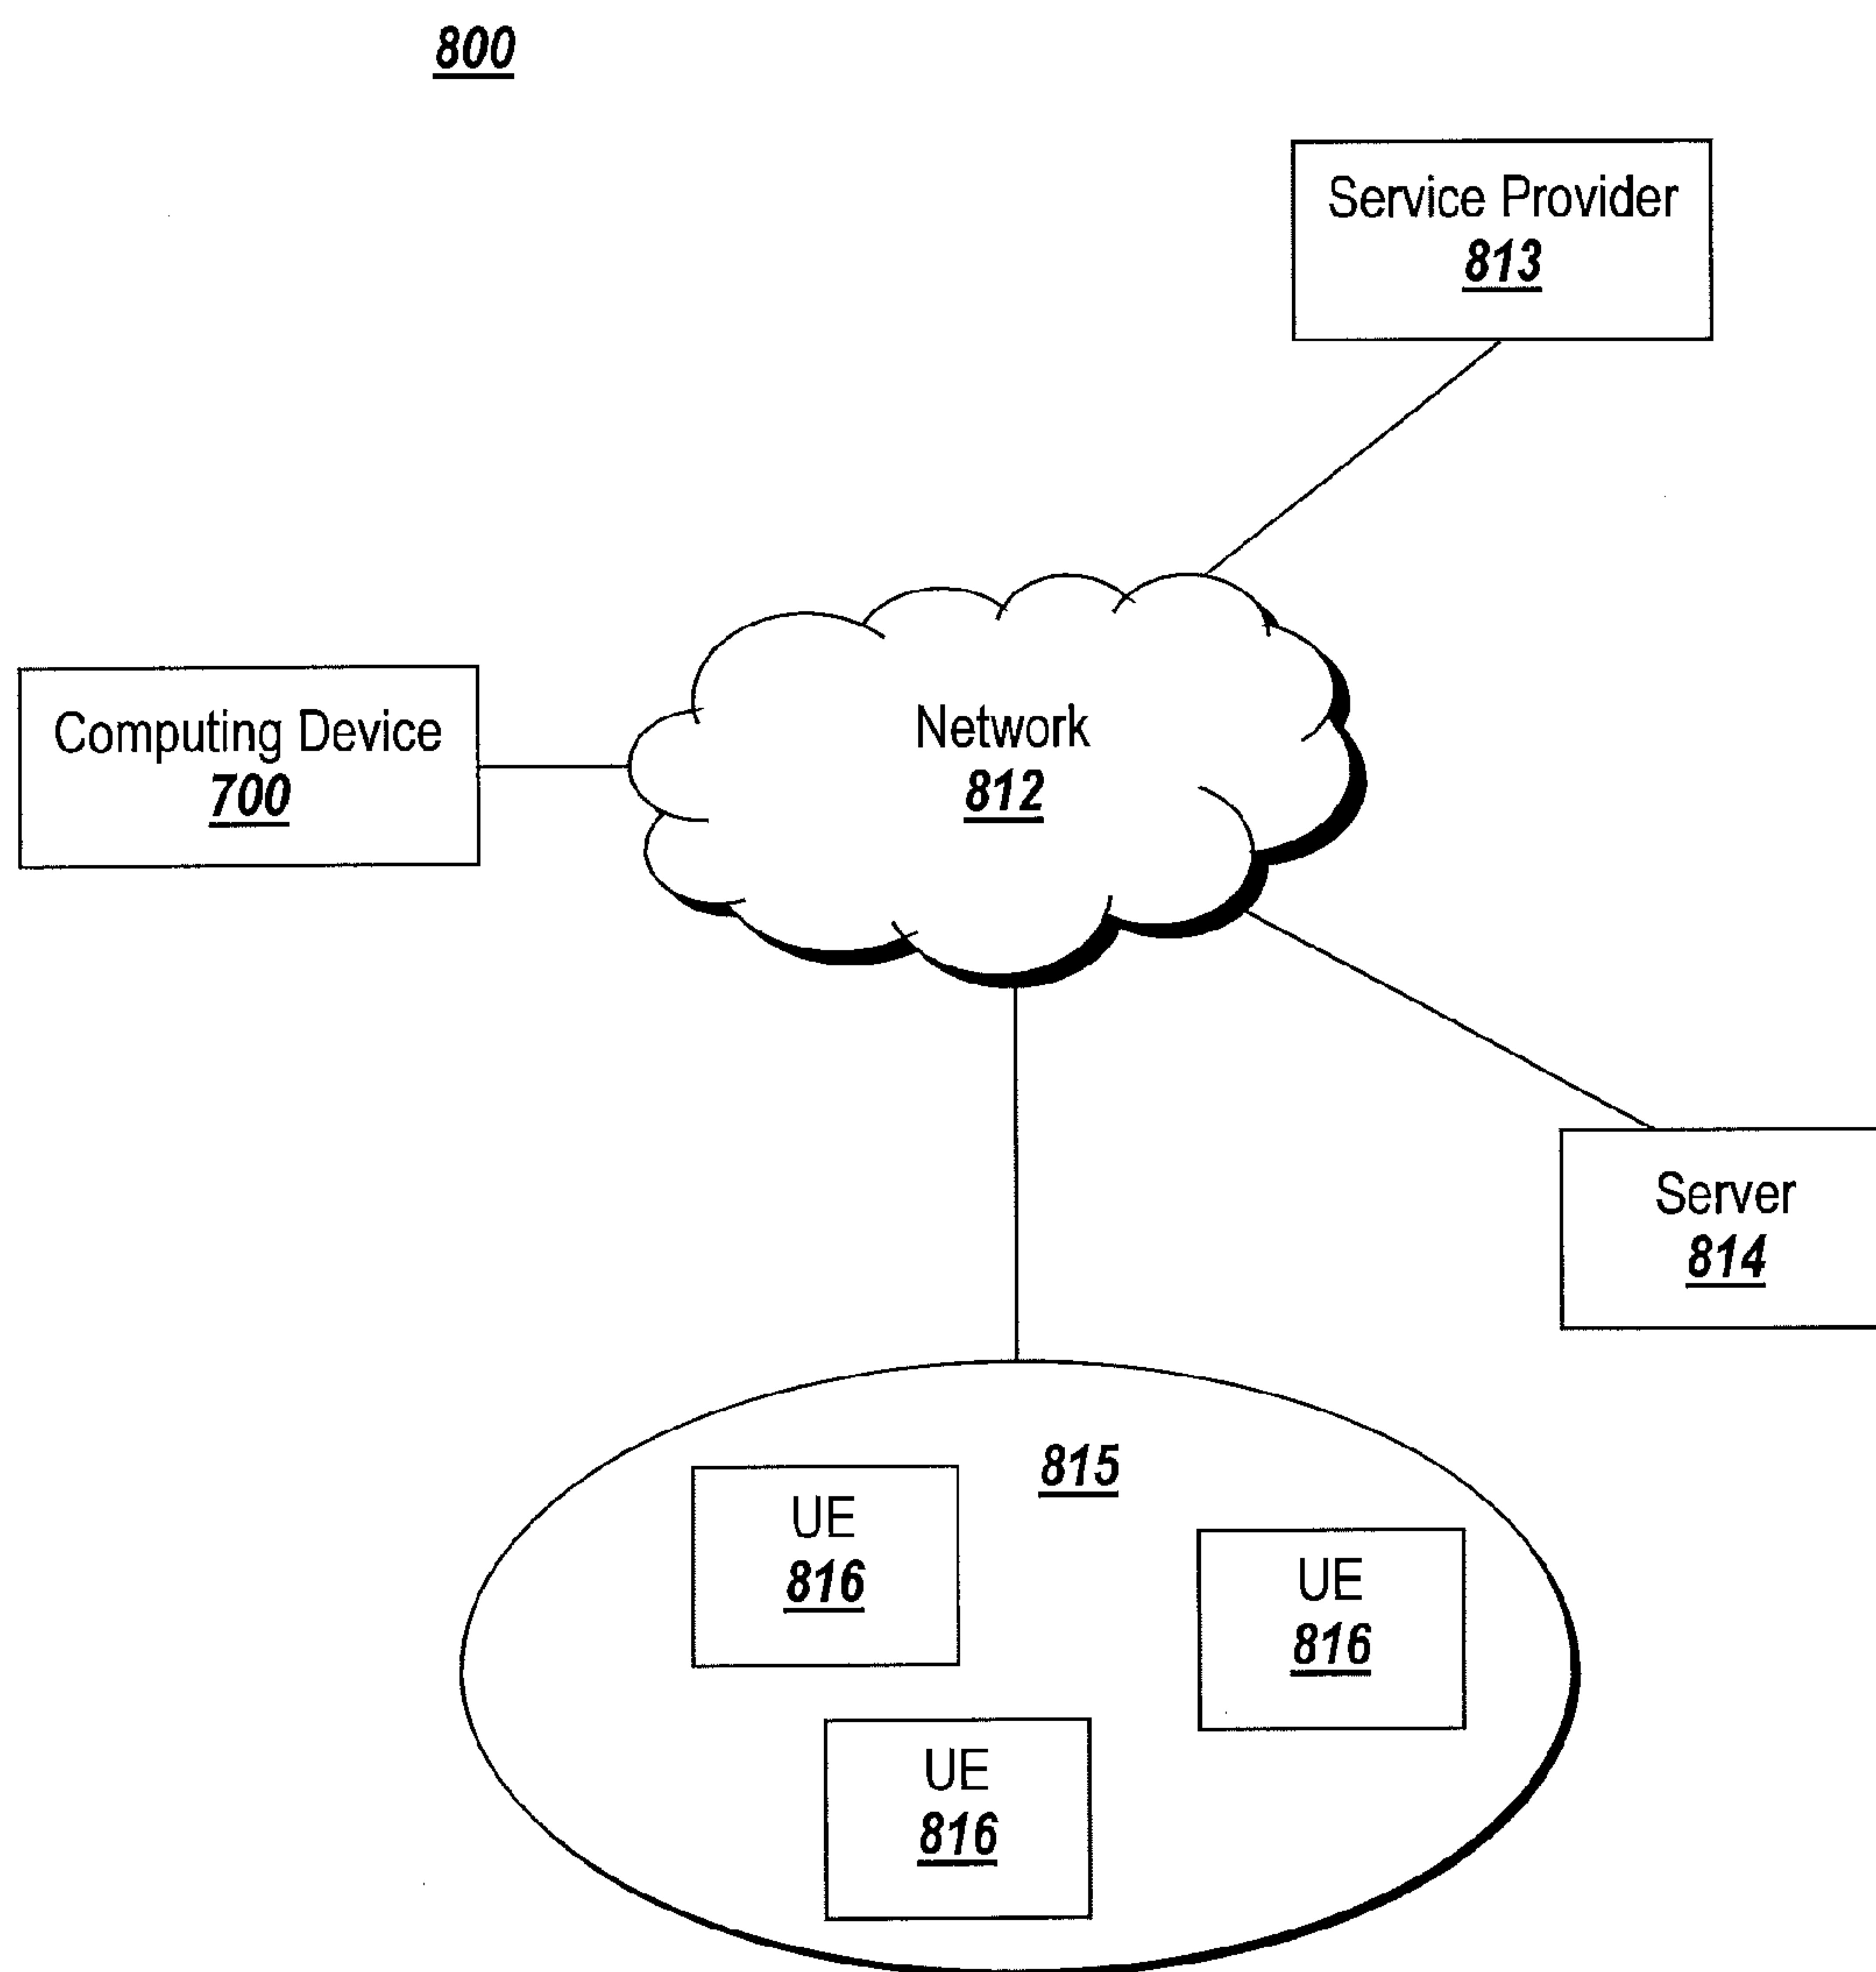 800
Service Provider
813
Computing Device
700
Network
812
Server
814
815
UE
816
UE
816
UE
816